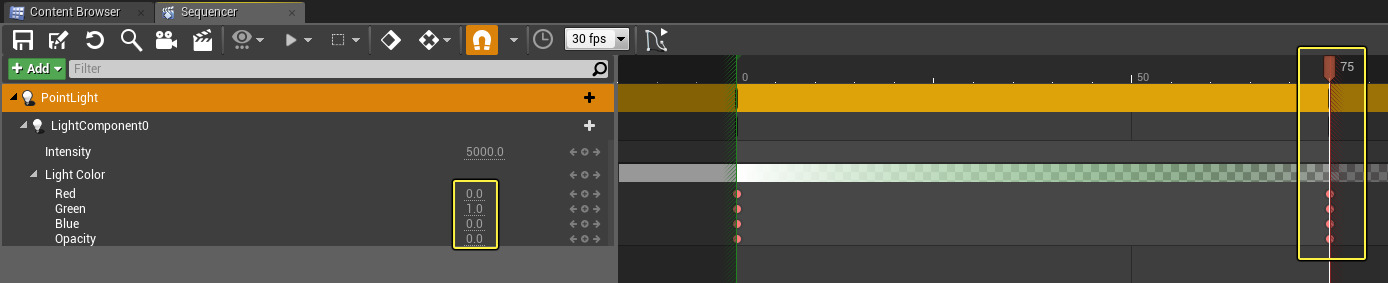 Content Browser Sequencer
30 fps
Add Filter
0 50 75
PointLight
LightComponent0
Intensity 5000.0
Light Color
Red 0.0
Green 1.0
Blue 0.0
Opacity 0.0